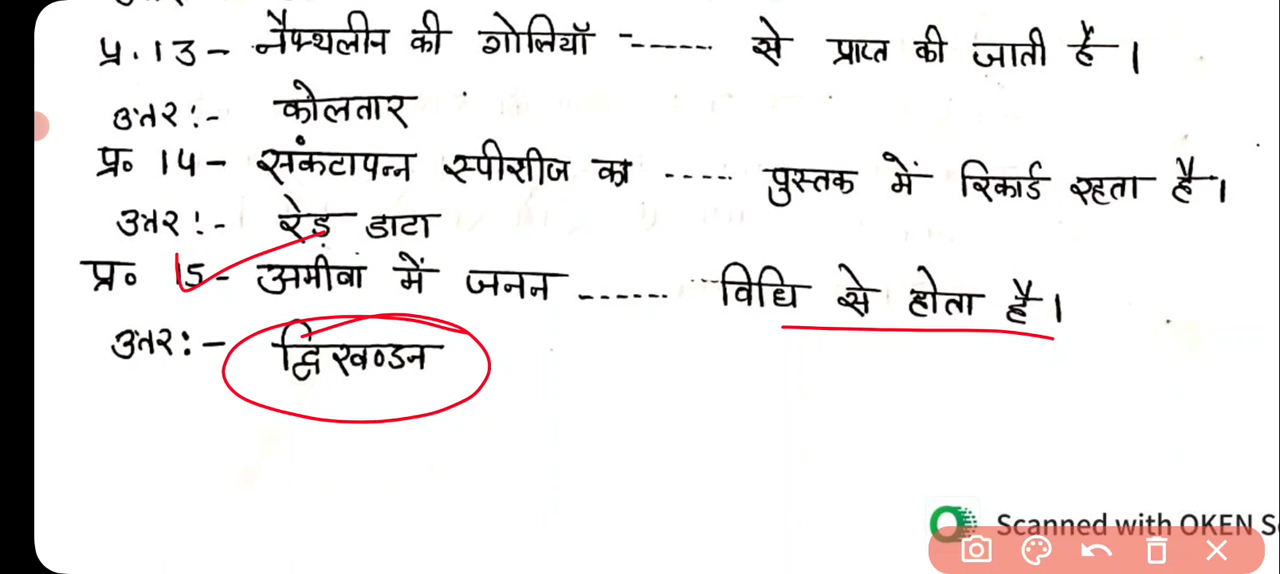 प्र.13- नैफ्थलीन की गोलियाँ ------ से प्राप्त की जाती हैं।
उत्तर:- कोलतार
प्र० 14- संकटापन्न स्पीशीज का ----- पुस्तक में रिकार्ड रहता है।
उत्तर:- रेड़ डाटा
प्र० 15- अमीबा में जनन ------ विधि से होता है।
उत्तर:- द्विखण्डन
Scanned with OKEN